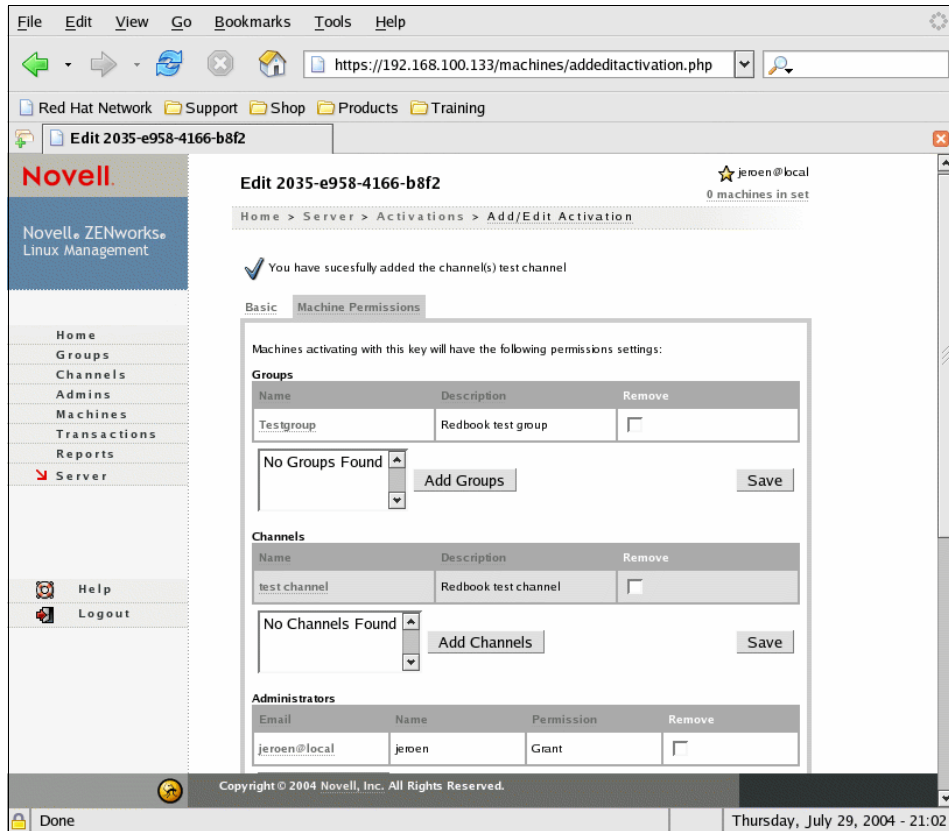 File Edit View Go Bookmarks Tools Help
https://192.168.100.133/machines/addeditactivation.php
Red Hat Network Support Shop Products Training
Edit 2035-e958-4166-b8f2
Novell.
Novell® ZENworks®
Linux Management
Home
Groups
Channels
Admins
Machines
Transactions
Reports
Server
Help
Logout
Edit 2035-e958-4166-b8f2
jeroen@local
0 machines in set
Home > Server > Activations > Add/Edit Activation
You have sucesfully added the channel(s) test channel
Basic Machine Permissions
Machines activating with this key will have the following permissions settings:
Groups
Name Description Remove
Testgroup Redbook test group
No Groups Found Add Groups Save
Channels
Name Description Remove
test channel Redbook test channel
No Channels Found Add Channels Save
Administrators
Email Name Permission Remove
jeroen@local jeroen Grant
Copyright © 2004 Novell, Inc. All Rights Reserved.
Done Thursday, July 29, 2004 - 21:02